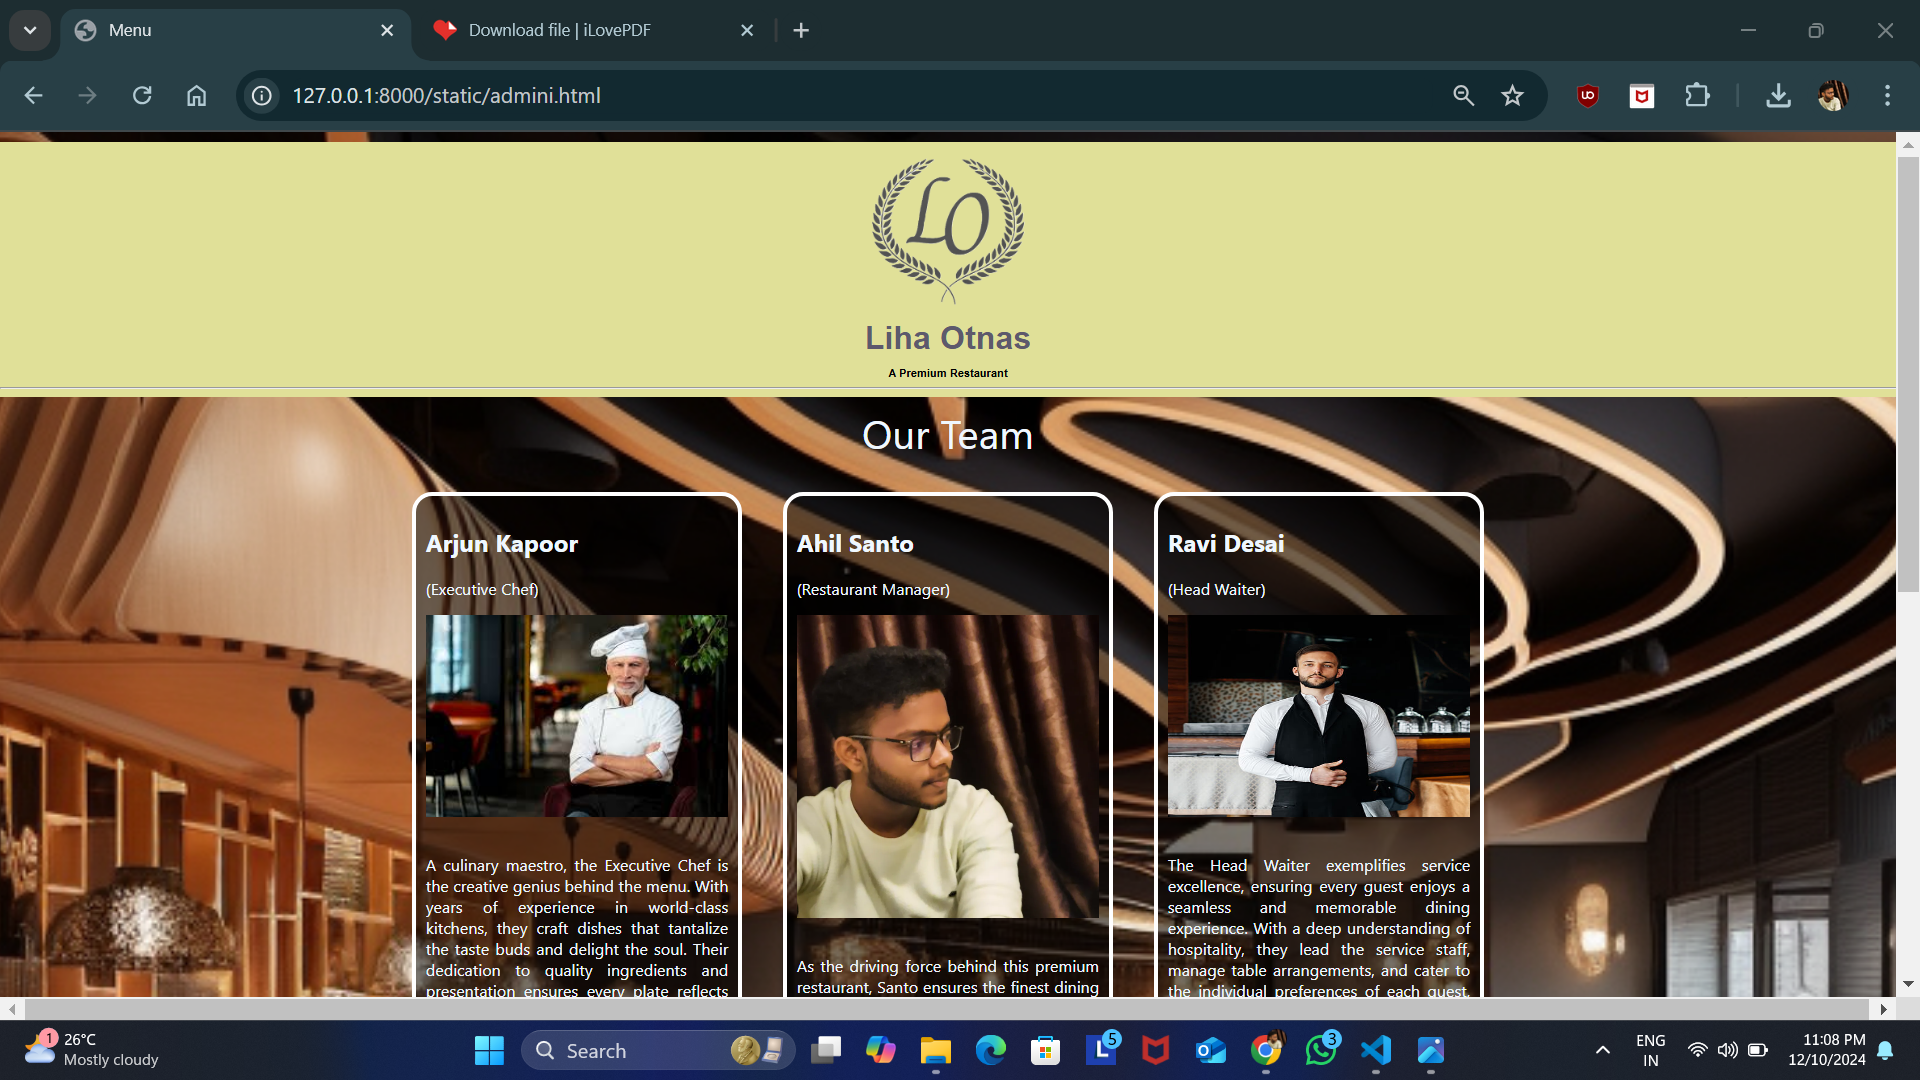 Menu
Download file | iLovePDF
127.0.0.1:8000/static/admini.html
LO
Liha Otnas
A Premium Restaurant
Our Team
Arjun Kapoor
(Executive Chef)
A culinary maestro, the Executive Chef is
the creative genius behind the menu. With
years of experience in world-class
kitchens, they craft dishes that tantalize
the taste buds and delight the soul. Their
dedication to quality ingredients and
presentation ensures every plate reflects
Ahil Santo
(Restaurant Manager)
As the driving force behind this premium
restaurant, Santo ensures the finest dining
Ravi Desai
(Head Waiter)
The Head Waiter exemplifies service
excellence, ensuring every guest enjoys a
seamless and memorable dining
experience. With a deep understanding of
hospitality, they lead the service staff,
manage table arrangements, and cater to
the individual preferences of each guest.
1
26°C
Mostly cloudy
Search
L
5
3
ENG
IN
11:08 PM
12/10/2024